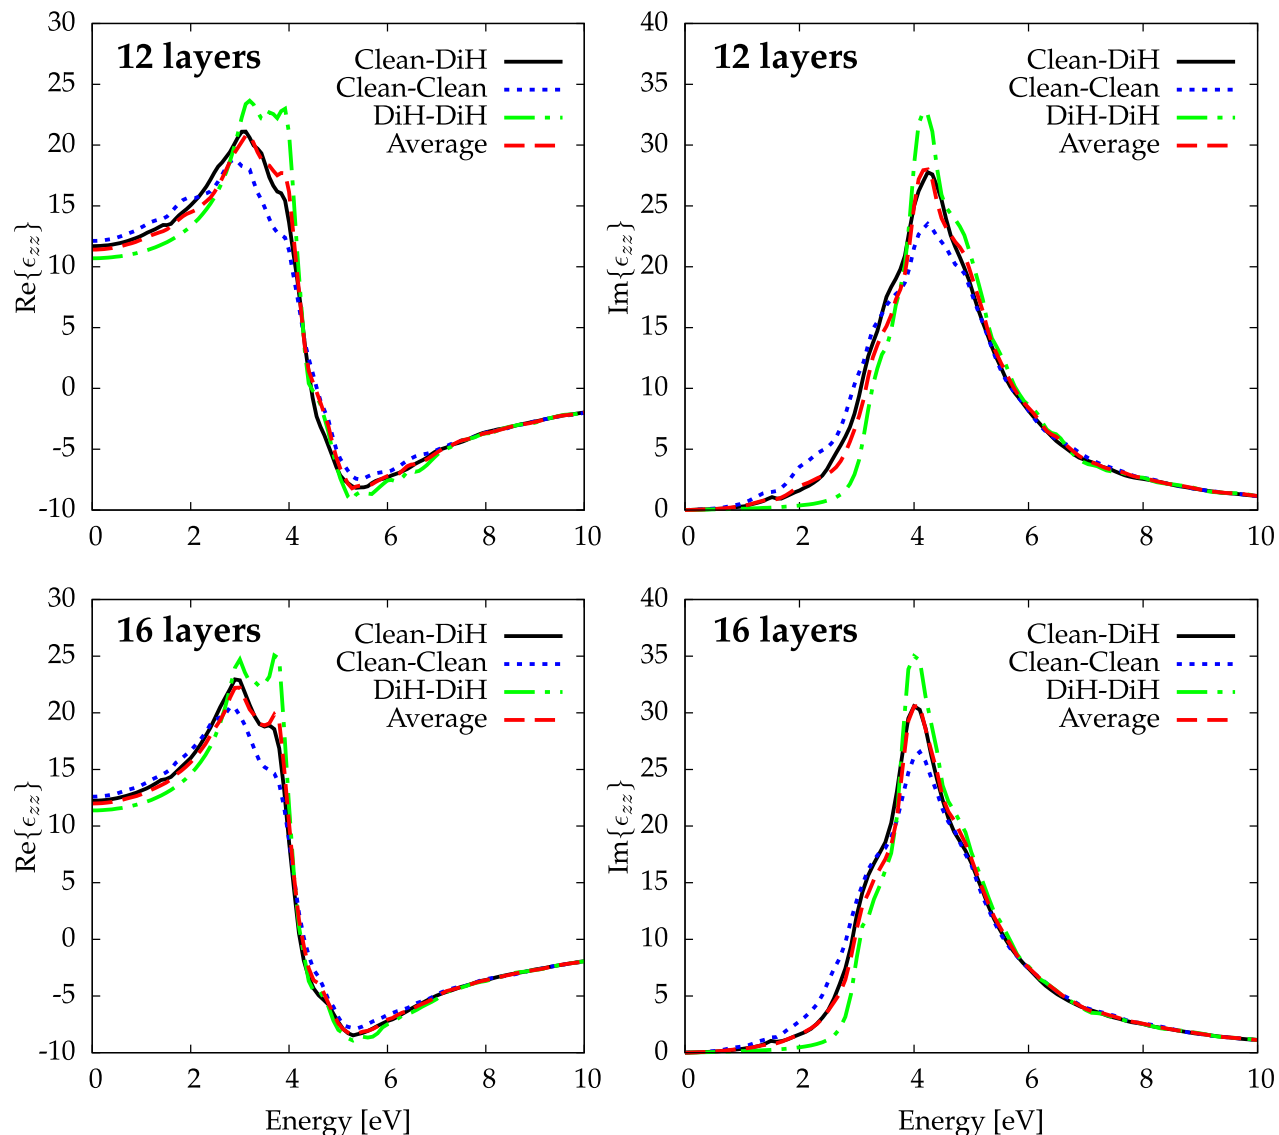 12 layers
Clean-DiH
Clean-Clean
DiH-DiH
Average
Re{ϵzz}
30
25
20
15
10
5
0
-5
-10
0 2 4 6 8 10
12 layers
Clean-DiH
Clean-Clean
DiH-DiH
Average
Im{ϵzz}
40
35
30
25
20
15
10
5
0
0 2 4 6 8 10
16 layers
Clean-DiH
Clean-Clean
DiH-DiH
Average
Re{ϵzz}
30
25
20
15
10
5
0
-5
-10
0 2 4 6 8 10
Energy [eV]
16 layers
Clean-DiH
Clean-Clean
DiH-DiH
Average
Im{ϵzz}
40
35
30
25
20
15
10
5
0
0 2 4 6 8 10
Energy [eV]